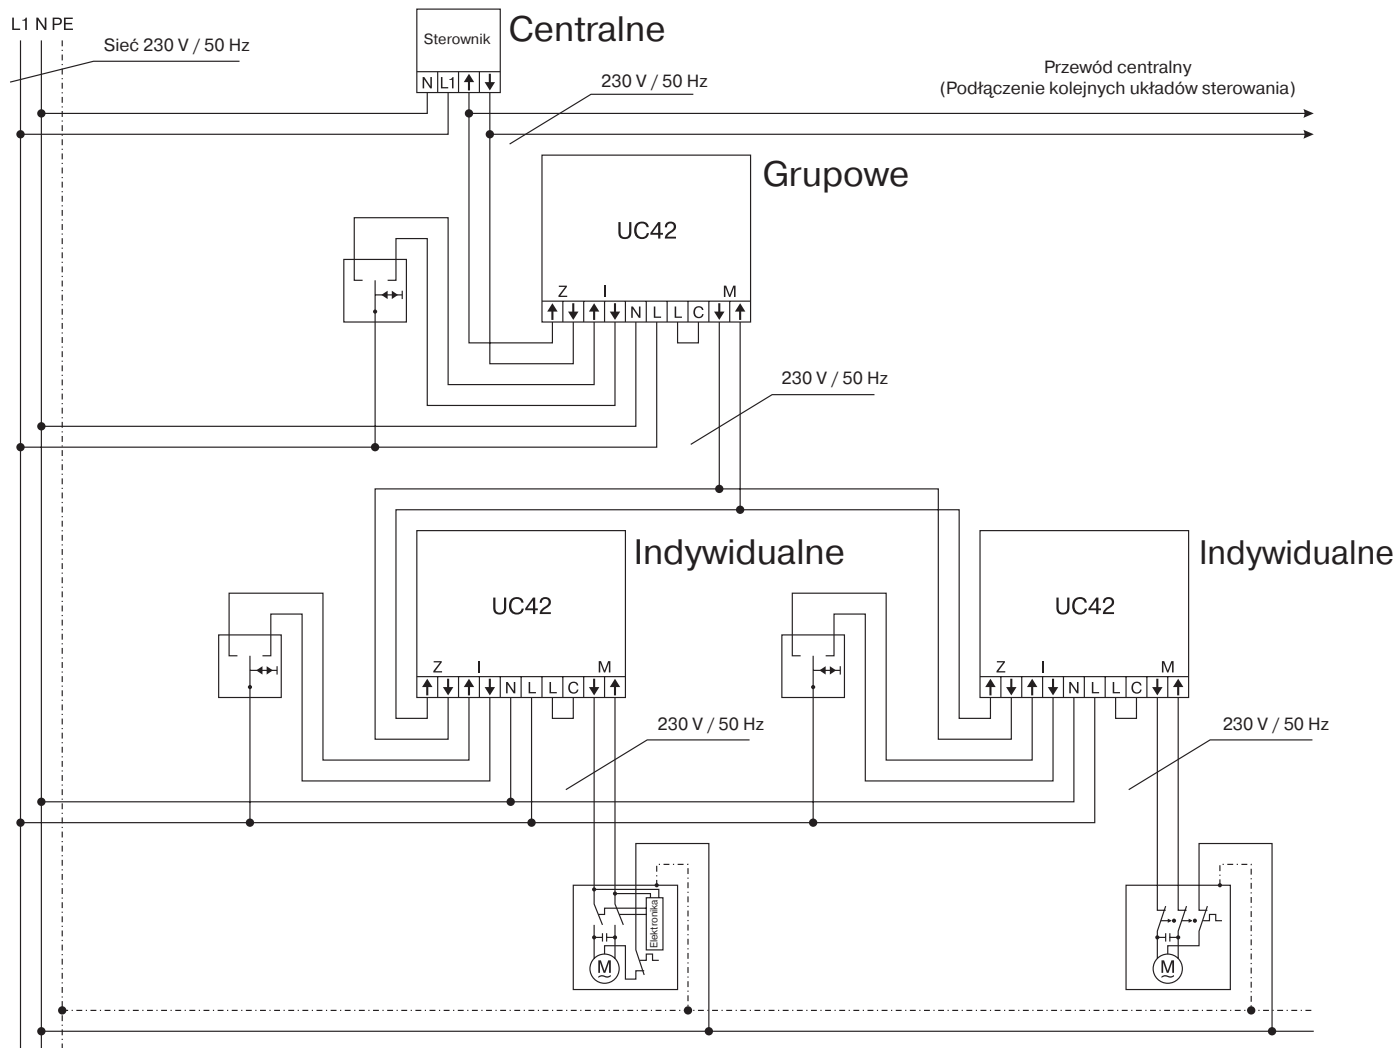 L1 N PE
Sieć 230 V / 50 Hz
Sterownik
N L1
Centralne
230 V / 50 Hz
Przewód centralny
(Podłączenie kolejnych układów sterowania)
Grupowe
UC42
Z I M
N L L C
230 V / 50 Hz
Indywidualne
UC42
Z I M
N L L C
230 V / 50 Hz
Indywidualne
UC42
Z I M
N L L C
230 V / 50 Hz
Elektronika
M
M